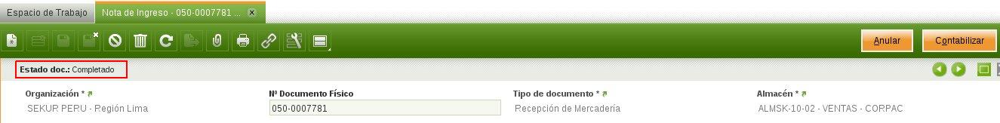 Espacio de Trabajo Nota de Ingreso - 050-0007781 ...
Anular Contabilizar
Estado doc.: Completado
Organización * Nº Documento Físico Tipo de documento * Almacén *
SEKUR PERU - Región Lima 050-0007781 Recepción de Mercadería ALMSK-10-02 - VENTAS - CORPAC